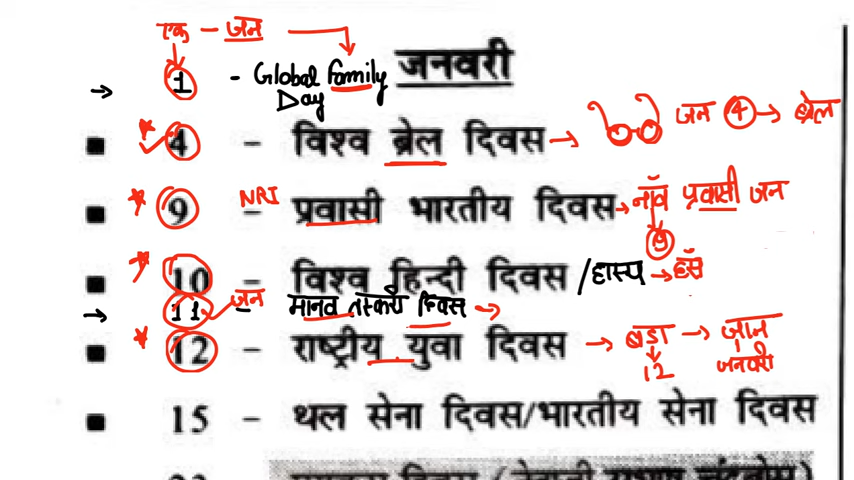 एक - जन
जनवरी
→ 1 - Global Family Day
■ 4 - विश्व ब्रेल दिवस → जन 4 → ब्रेल
■ 9 NRI - प्रवासी भारतीय दिवस → नॉव प्रवासी जन
9
■ 10 - विश्व हिन्दी दिवस /हास्य → हँस
→ 11 जन मानव तस्करी दिवस →
■ 12 - राष्ट्रीय युवा दिवस → बड़ा → जान
12 जनवरी
■ 15 - थल सेना दिवस/भारतीय सेना दिवस